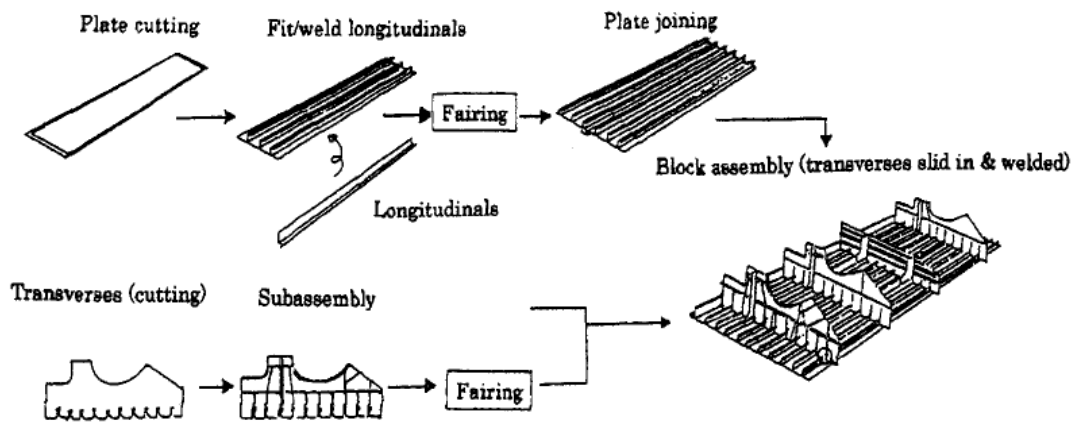 Plate cutting
Fit/weld longitudinals
Plate joining
Fairing
Longitudinals
Block assembly (transverses slid in & welded)
Transverses (cutting)
Subassembly
Fairing